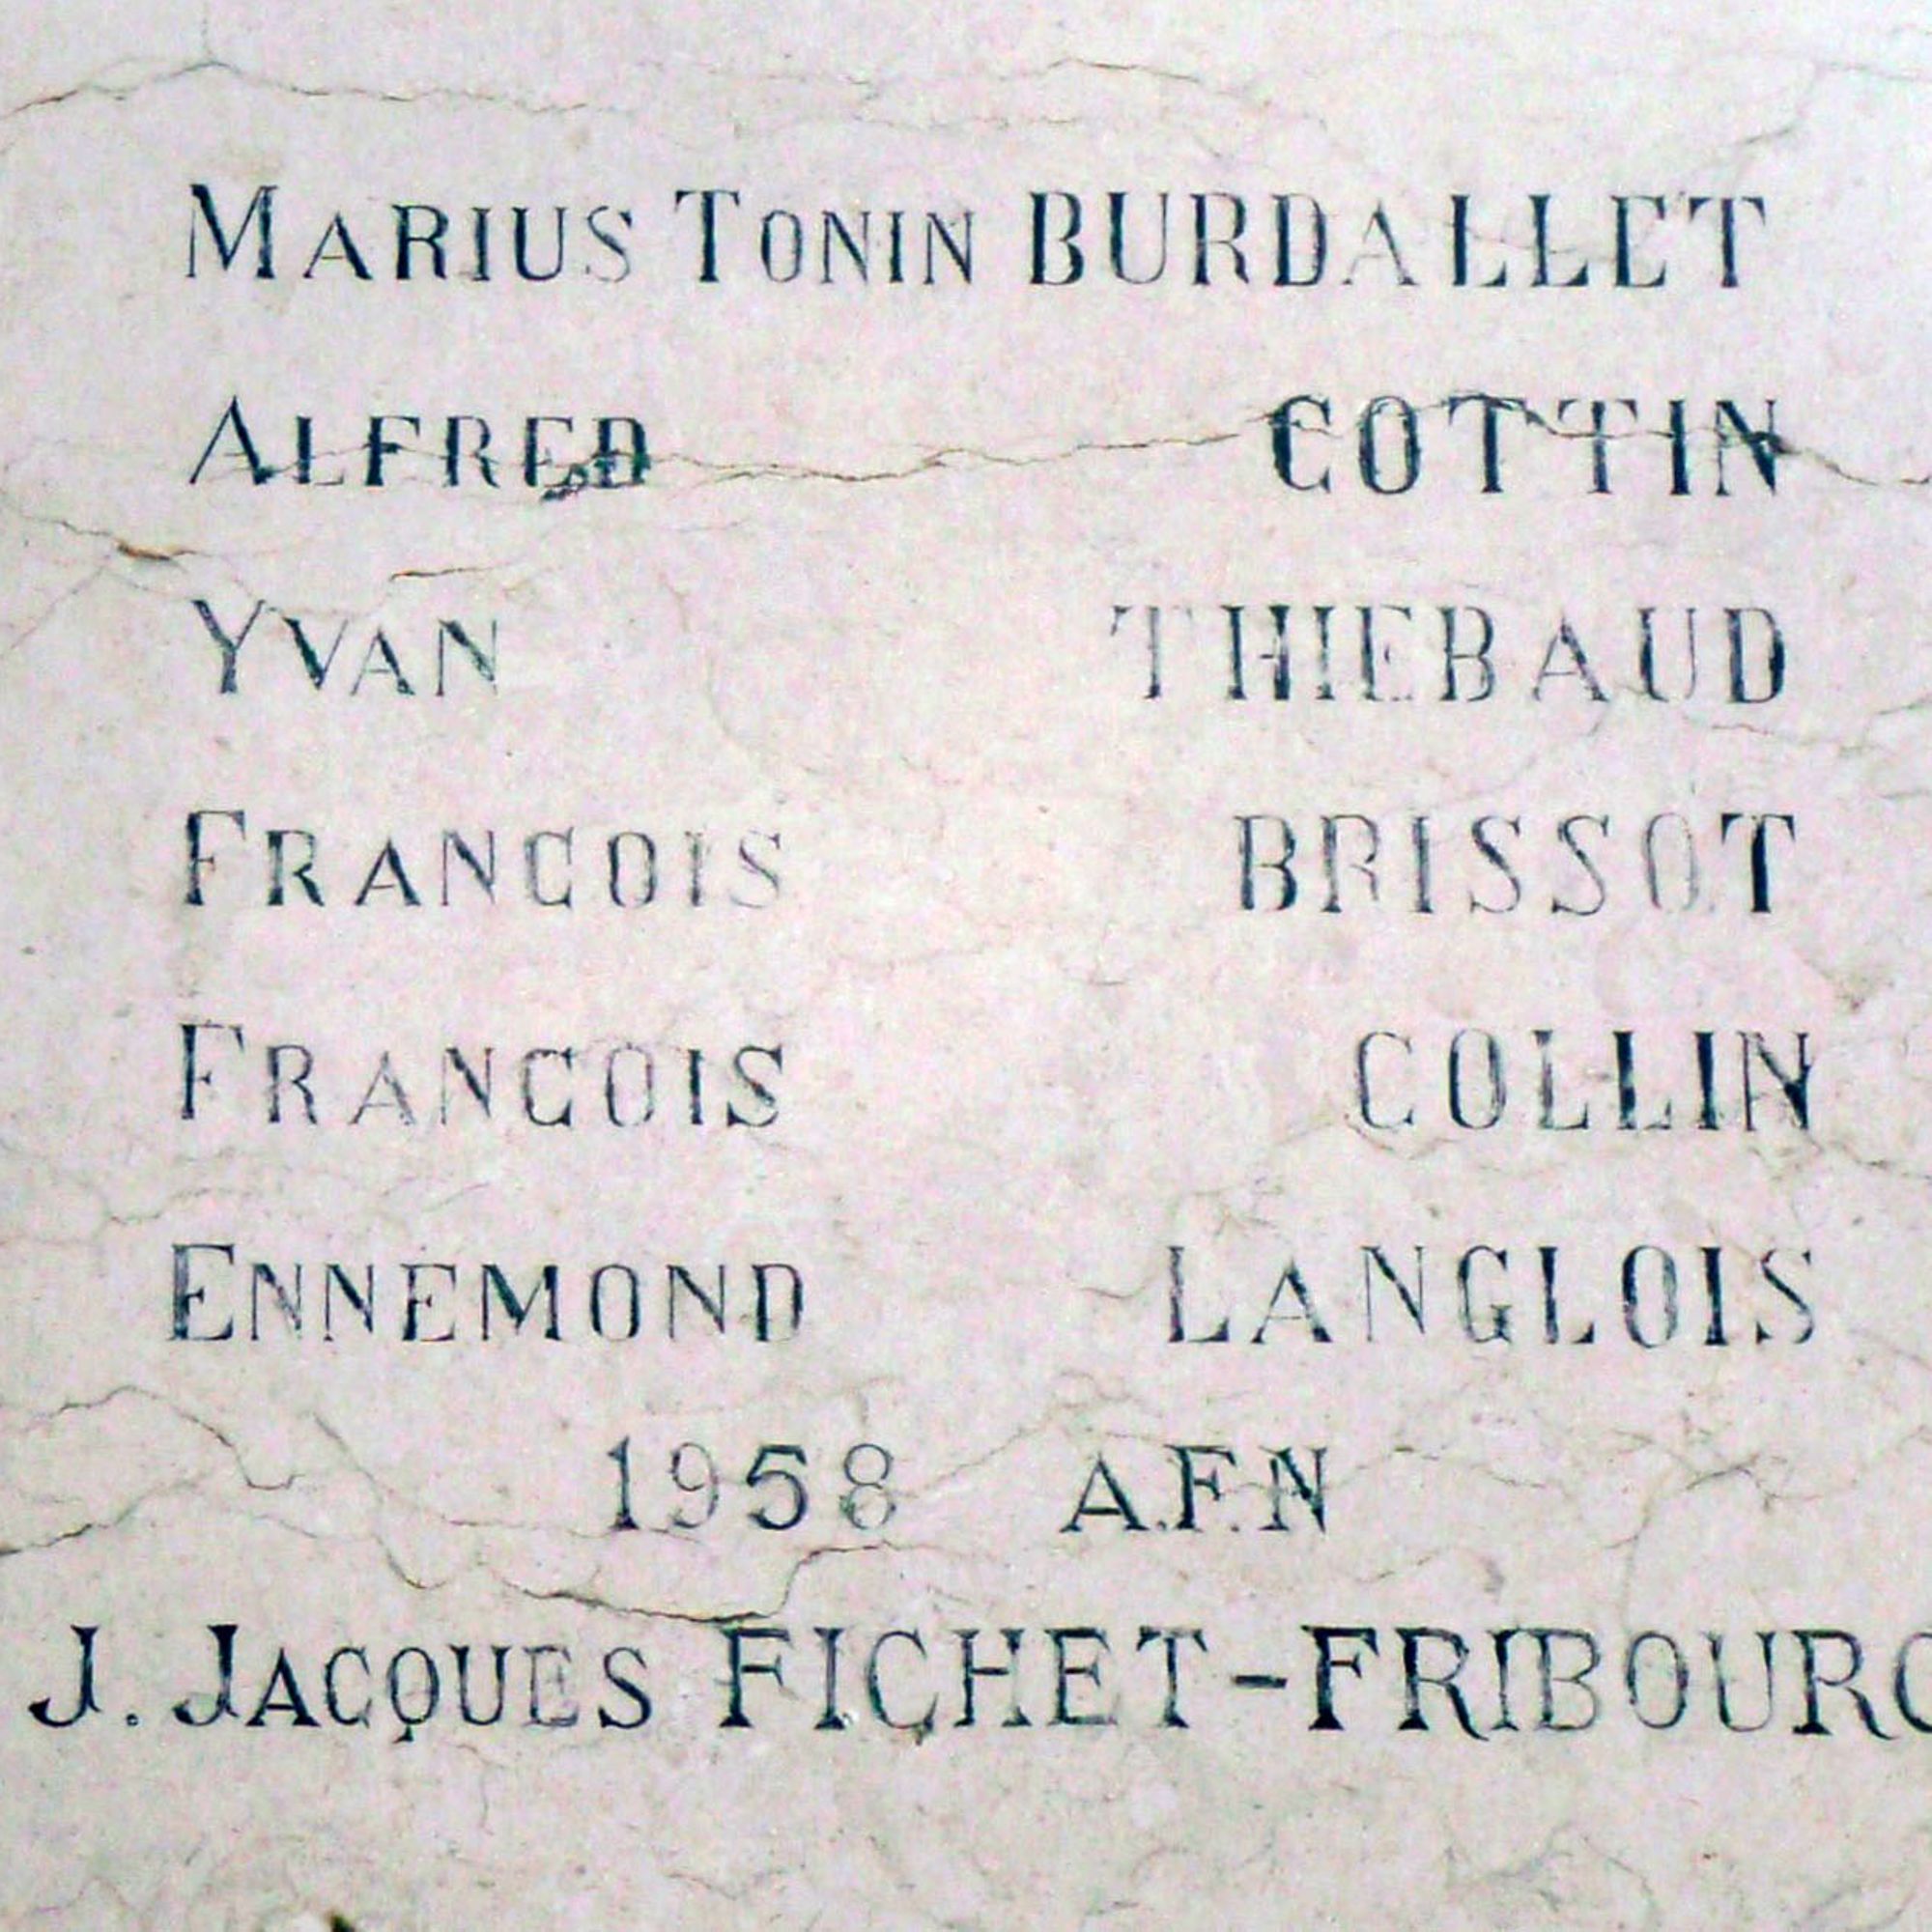 MARIUS TONIN BURDALLET
ALFRED COTTIN
YVAN THIEBAUD
FRANCOIS BRISSOT
FRANCOIS COLLIN
ENNEMOND LANGLOIS
1958 A.F.N
J. JACQUES FICHET-FRIBOURG